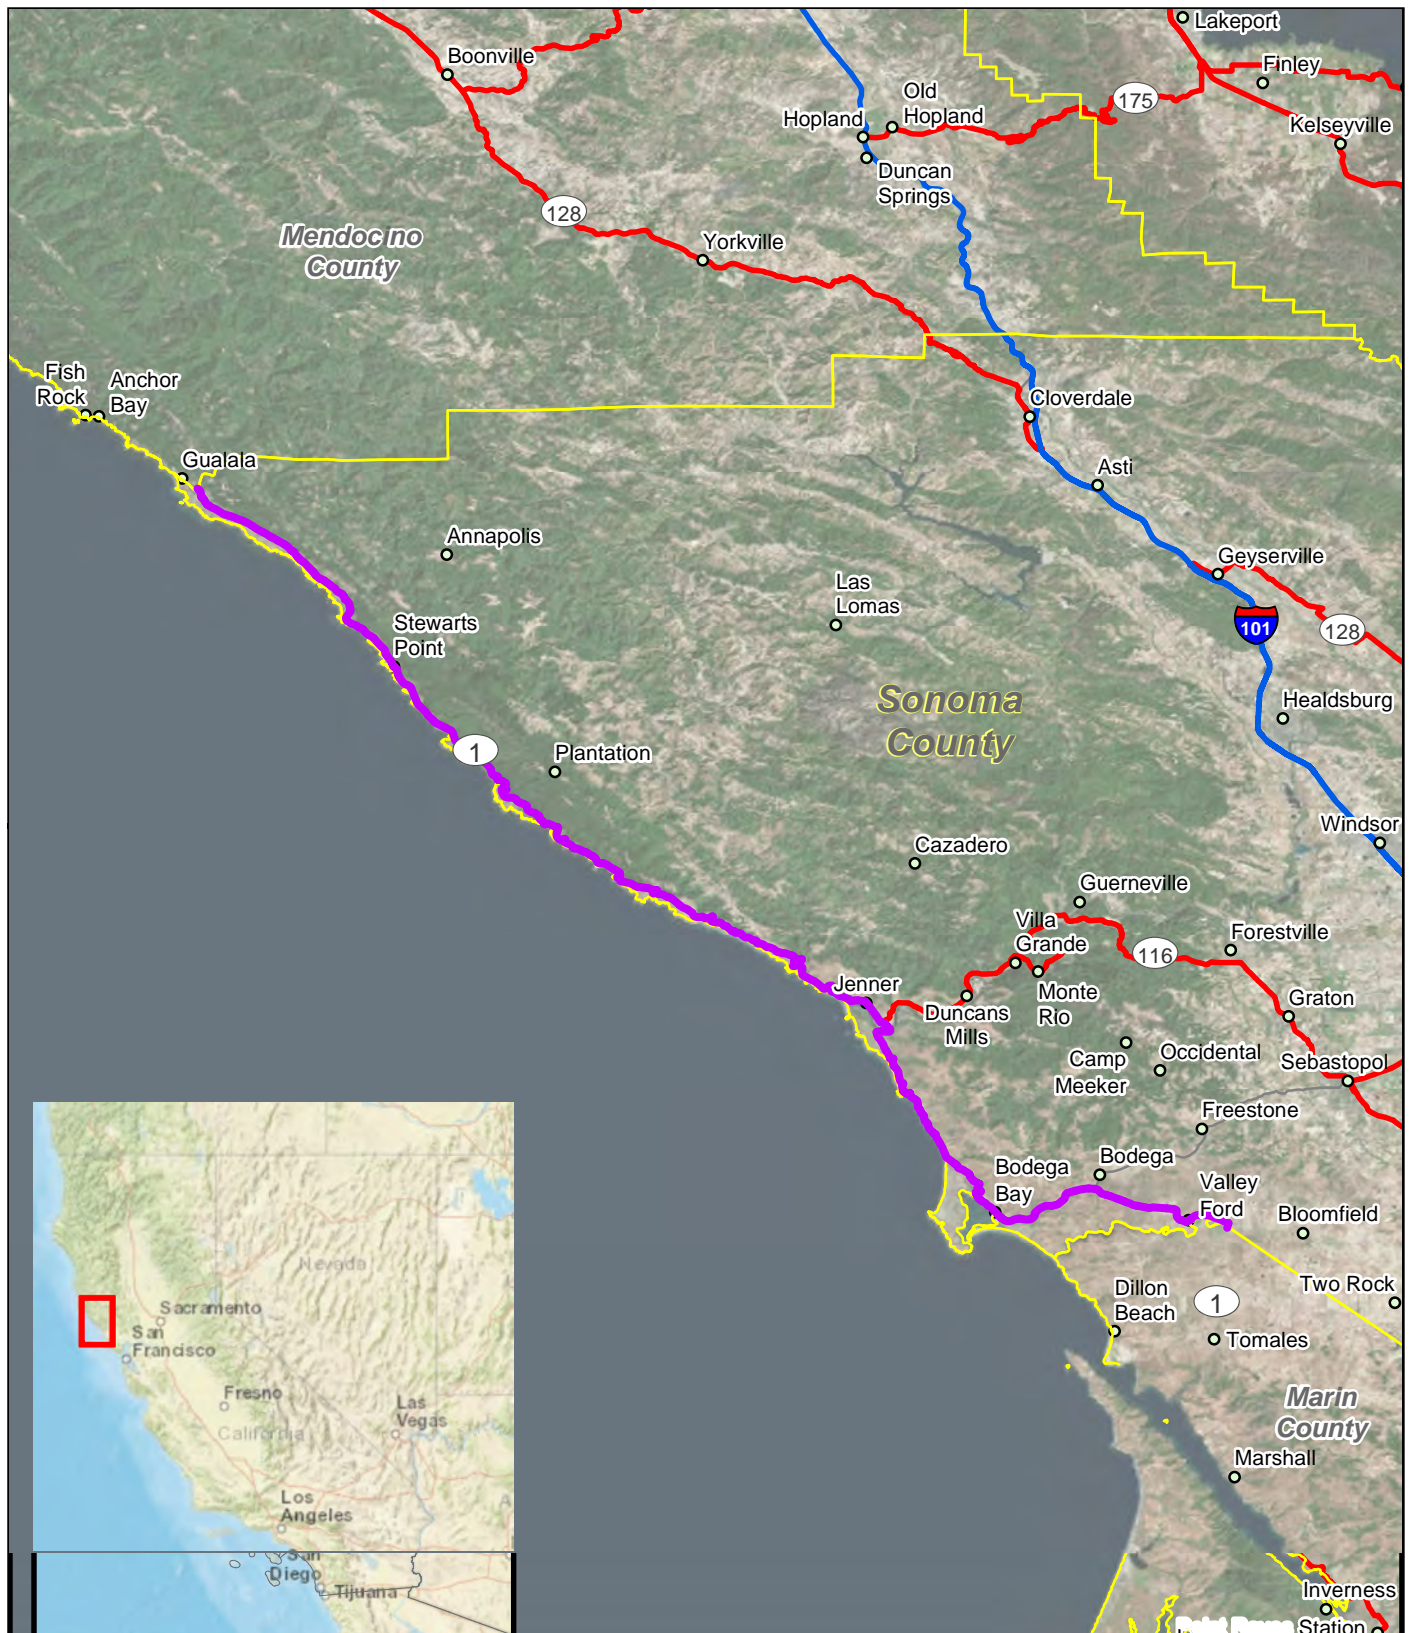 Lakeport
Boonville
Finley
175
Old
Hopland
Hopland
Kelseyville
Duncan
Springs
128
Mendoc no
County
Yorkville
Fish
Rock
Anchor
Bay
Cloverdale
Gualala
Asti
Annapolis
Geyserville
Las
Lomas
101
128
Stewarts
Point
Sonoma
County
Healdsburg
1
Plantation
Windsor
Cazadero
Guerneville
Villa
Grande
Forestville
116
Jenner
Monte
Rio
Graton
Duncans
Mills
Camp
Meeker
Occidental
Sebastopol
Freestone
Bodega
Bodega
Bay
Valley
Ford
Bloomfield
Two Rock
Dillon
Beach
1
Tomales
Marin
County
Marshall
Inverness
Station
Nevada
Sacramento
San
Francisco
Fresno
Las
Vegas
California
Los
Angeles
San
Diego
Tijuana